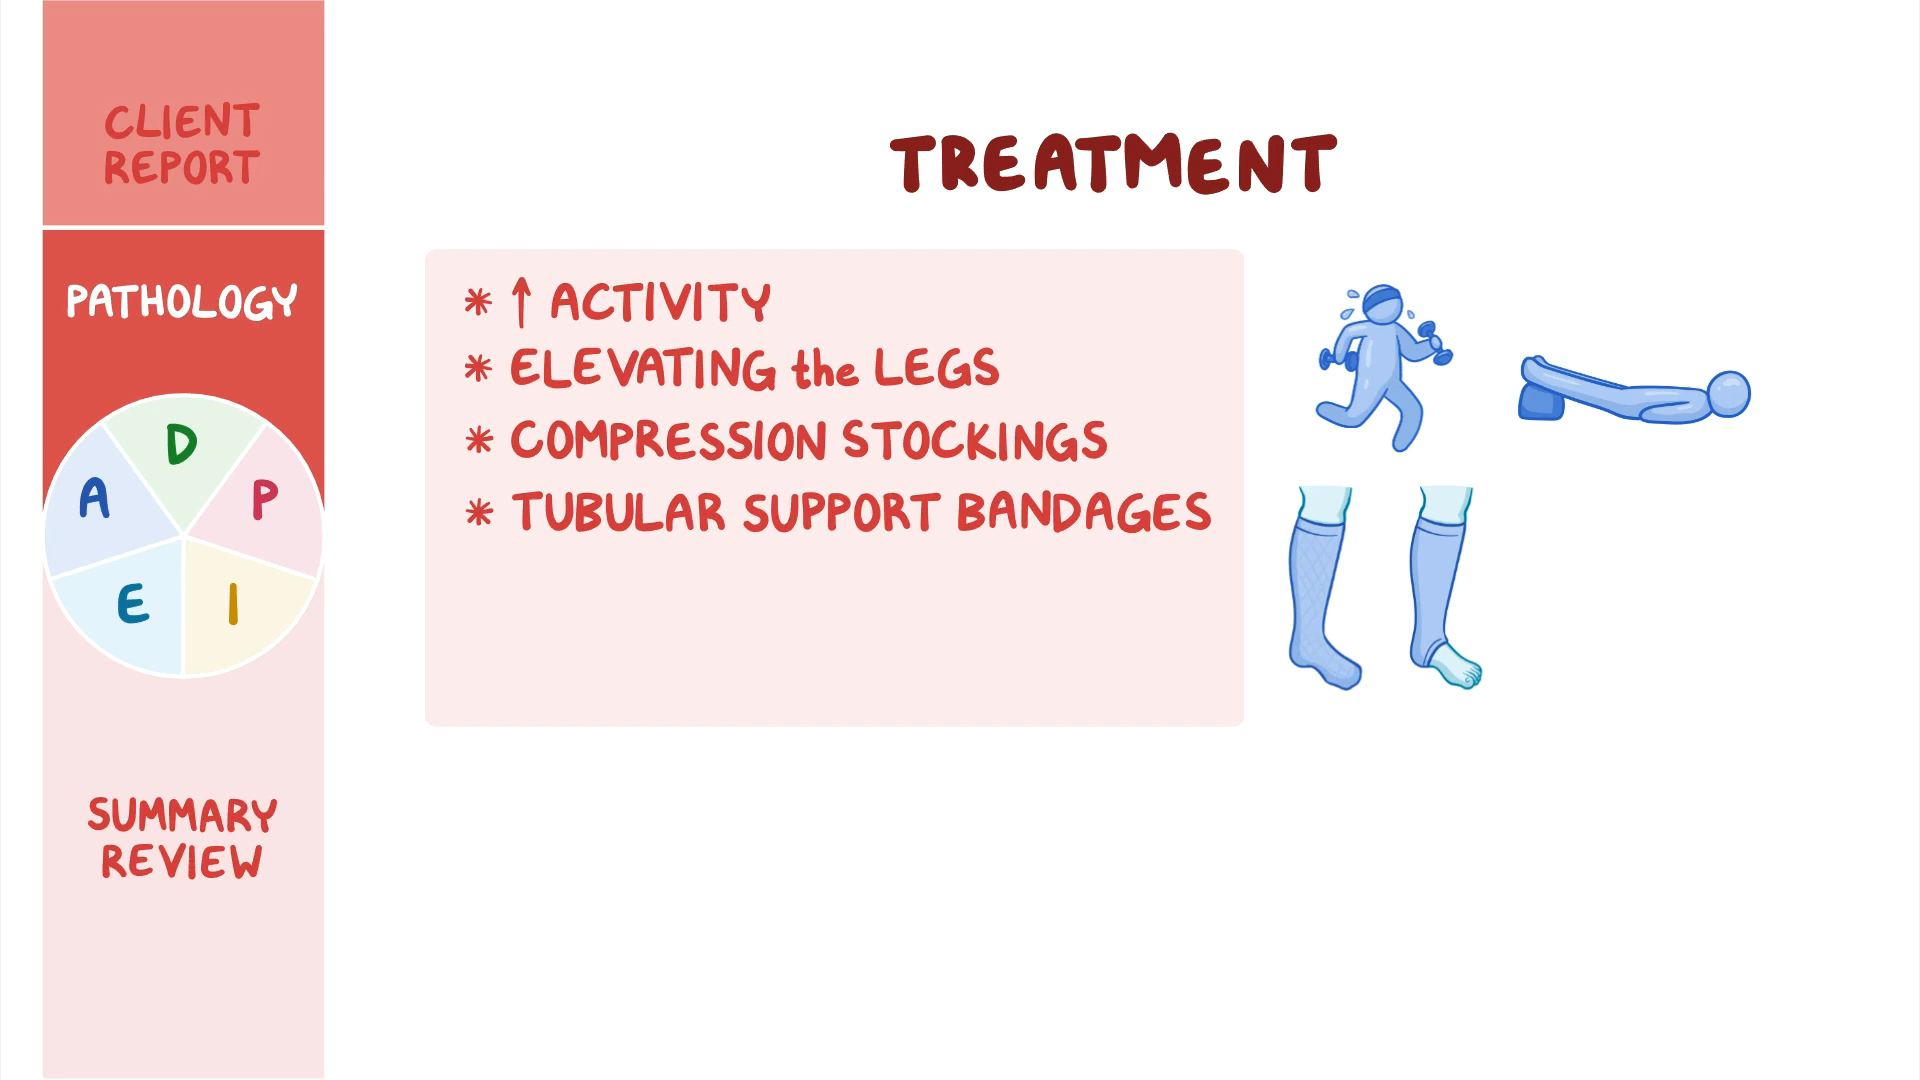 CLIENT
REPORT
PATHOLOGY
A
D
P
E
I
SUMMARY
REVIEW
TREATMENT
* ↑ ACTIVITY
* ELEVATING the LEGS
* COMPRESSION STOCKINGS
* TUBULAR SUPPORT BANDAGES